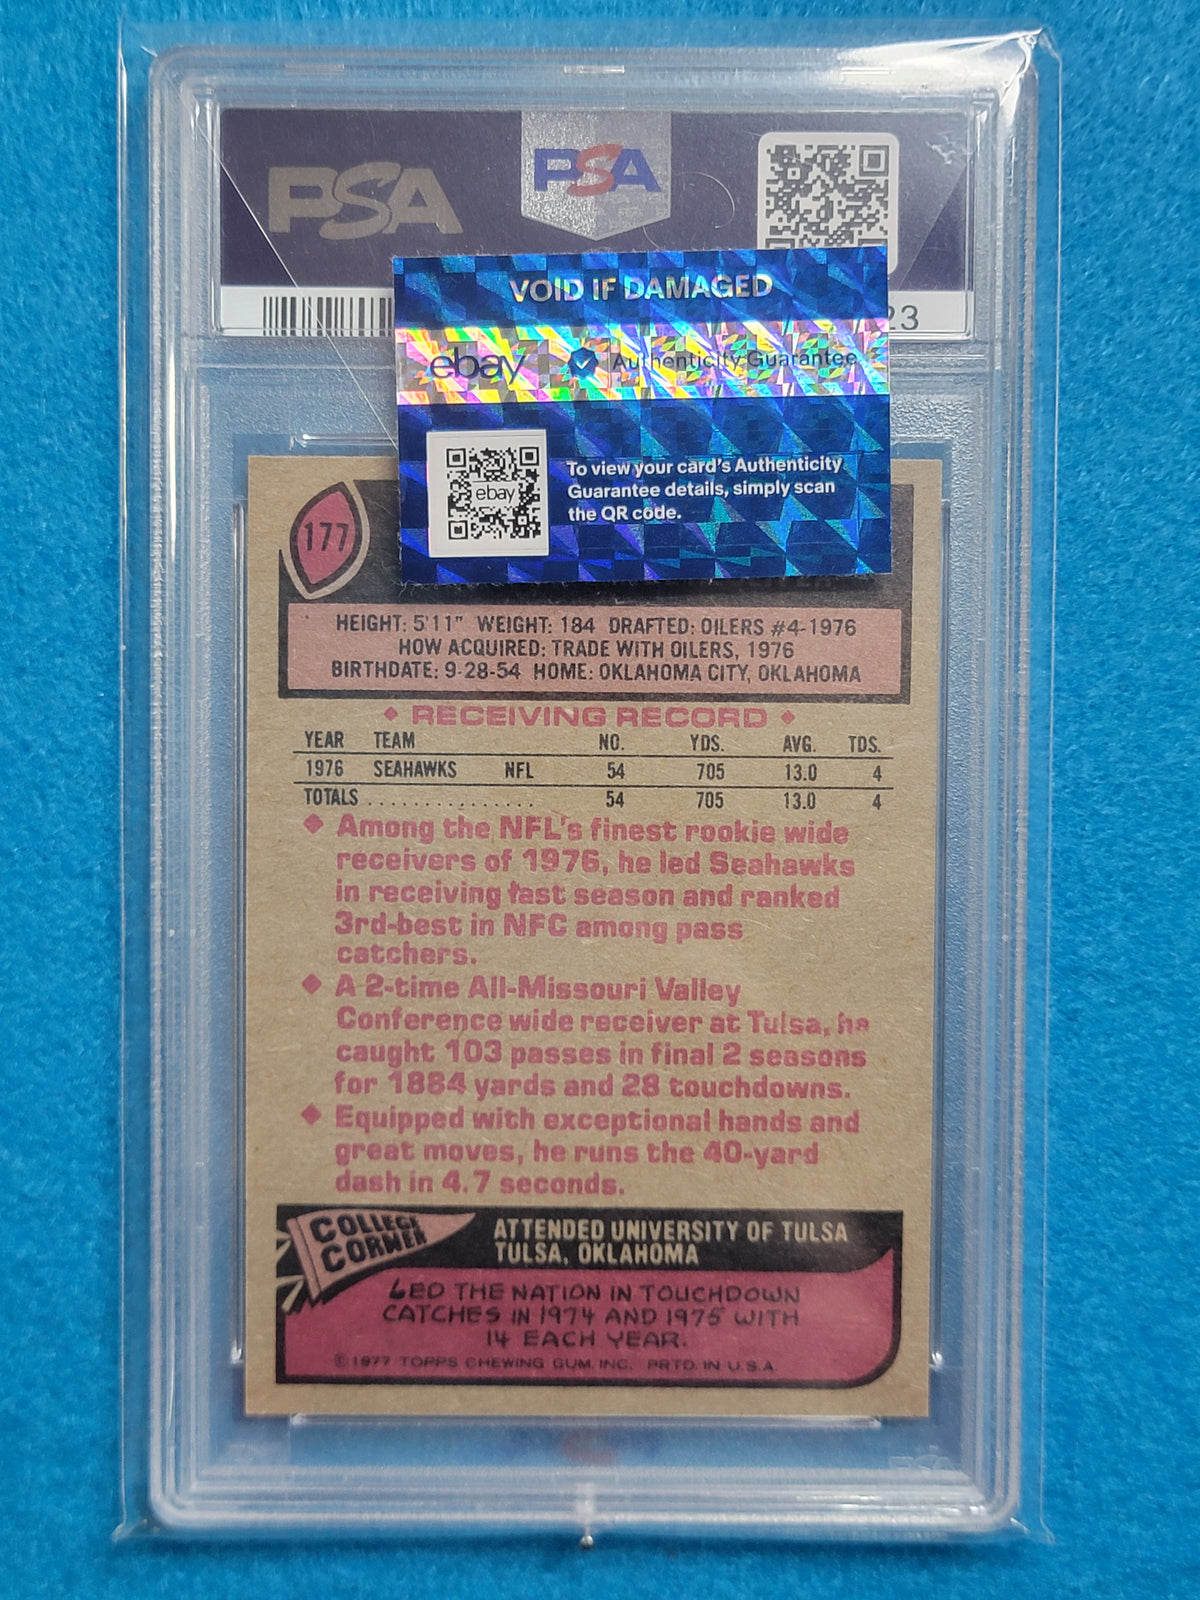 PSA
PSA
23
VOID IF DAMAGED
ebay Authenticity Guarantee
ebay
To view your card's Authenticity
Guarantee details, simply scan
the QR code.
177
HEIGHT: 5'11" WEIGHT: 184 DRAFTED: OILERS #4-1976
HOW ACQUIRED: TRADE WITH OILERS, 1976
BIRTHDATE: 9-28-54 HOME: OKLAHOMA CITY, OKLAHOMA
RECEIVING RECORD
YEAR TEAM NO. YDS. AVG. TDS.
1976 SEAHAWKS NFL 54 705 13.0 4
TOTALS . . . . . . . . . . . . . . . 54 705 13.0 4
Among the NFL's finest rookie wide
receivers of 1976, he led Seahawks
in receiving last season and ranked
3rd-best in NFC among pass
catchers.
A 2-time All-Missouri Valley
Conference wide receiver at Tulsa, he
caught 103 passes in final 2 seasons
for 1884 yards and 28 touchdowns.
Equipped with exceptional hands and
great moves, he runs the 40-yard
dash in 4.7 seconds.
COLLEGE
CORNER
ATTENDED UNIVERSITY OF TULSA
TULSA, OKLAHOMA
LED THE NATION IN TOUCHDOWN
CATCHES IN 1974 AND 1975 WITH
14 EACH YEAR.
©1977 TOPPS CHEWING GUM, INC. PRTD. IN U.S.A.